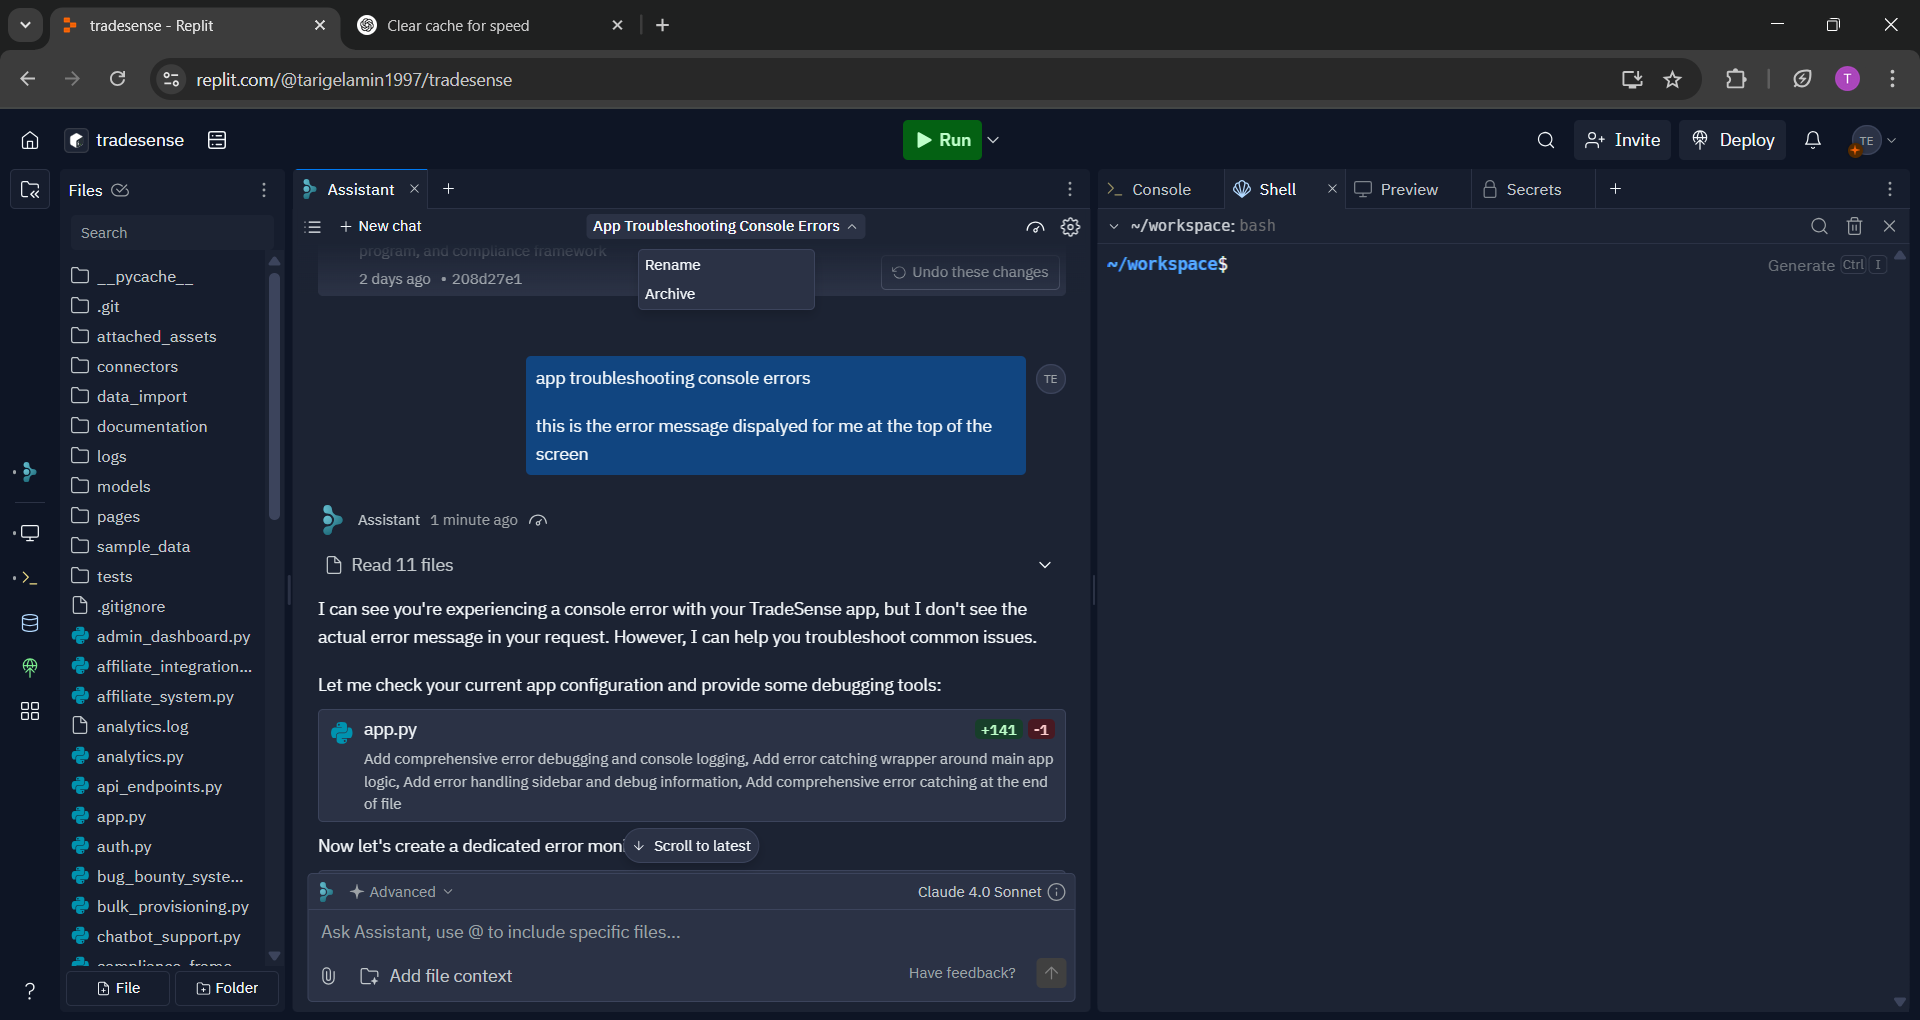 tradesense - Replit
Clear cache for speed
replit.com/@tarigelamin1997/tradesense
T
tradesense
Run
Invite
Deploy
TE
Files
Search
__pycache__
.git
attached_assets
connectors
data_import
documentation
logs
models
pages
sample_data
tests
.gitignore
admin_dashboard.py
affiliate_integration...
affiliate_system.py
analytics.log
analytics.py
api_endpoints.py
app.py
auth.py
bug_bounty_syste...
bulk_provisioning.py
chatbot_support.py
File
Folder
?
Assistant
New chat
App Troubleshooting Console Errors
program, and compliance framework
2 days ago • 208d27e1
Rename
Archive
Undo these changes
app troubleshooting console errors
this is the error message dispalyed for me at the top of the
screen
TE
Assistant 1 minute ago
Read 11 files
I can see you're experiencing a console error with your TradeSense app, but I don't see the
actual error message in your request. However, I can help you troubleshoot common issues.
Let me check your current app configuration and provide some debugging tools:
app.py
+141 -1
Add comprehensive error debugging and console logging, Add error catching wrapper around main app
logic, Add error handling sidebar and debug information, Add comprehensive error catching at the end
of file
Now let's create a dedicated error moni
Scroll to latest
Advanced
Claude 4.0 Sonnet
Ask Assistant, use @ to include specific files...
Add file context
Have feedback?
Console
Shell
Preview
Secrets
~/workspace: bash
~/workspace$
Generate Ctrl I